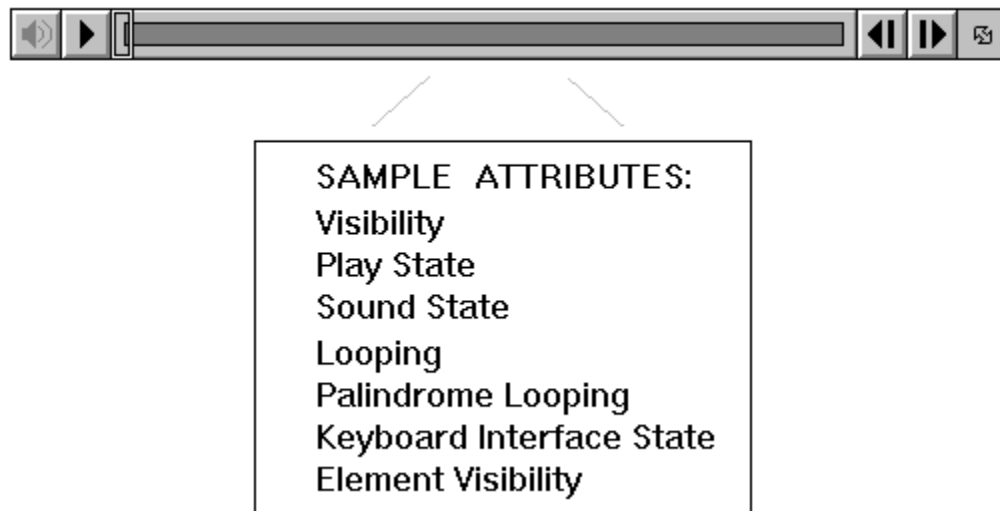 SAMPLE ATTRIBUTES:
Visibility
Play State
Sound State
Looping
Palindrome Looping
Keyboard Interface State
Element Visibility